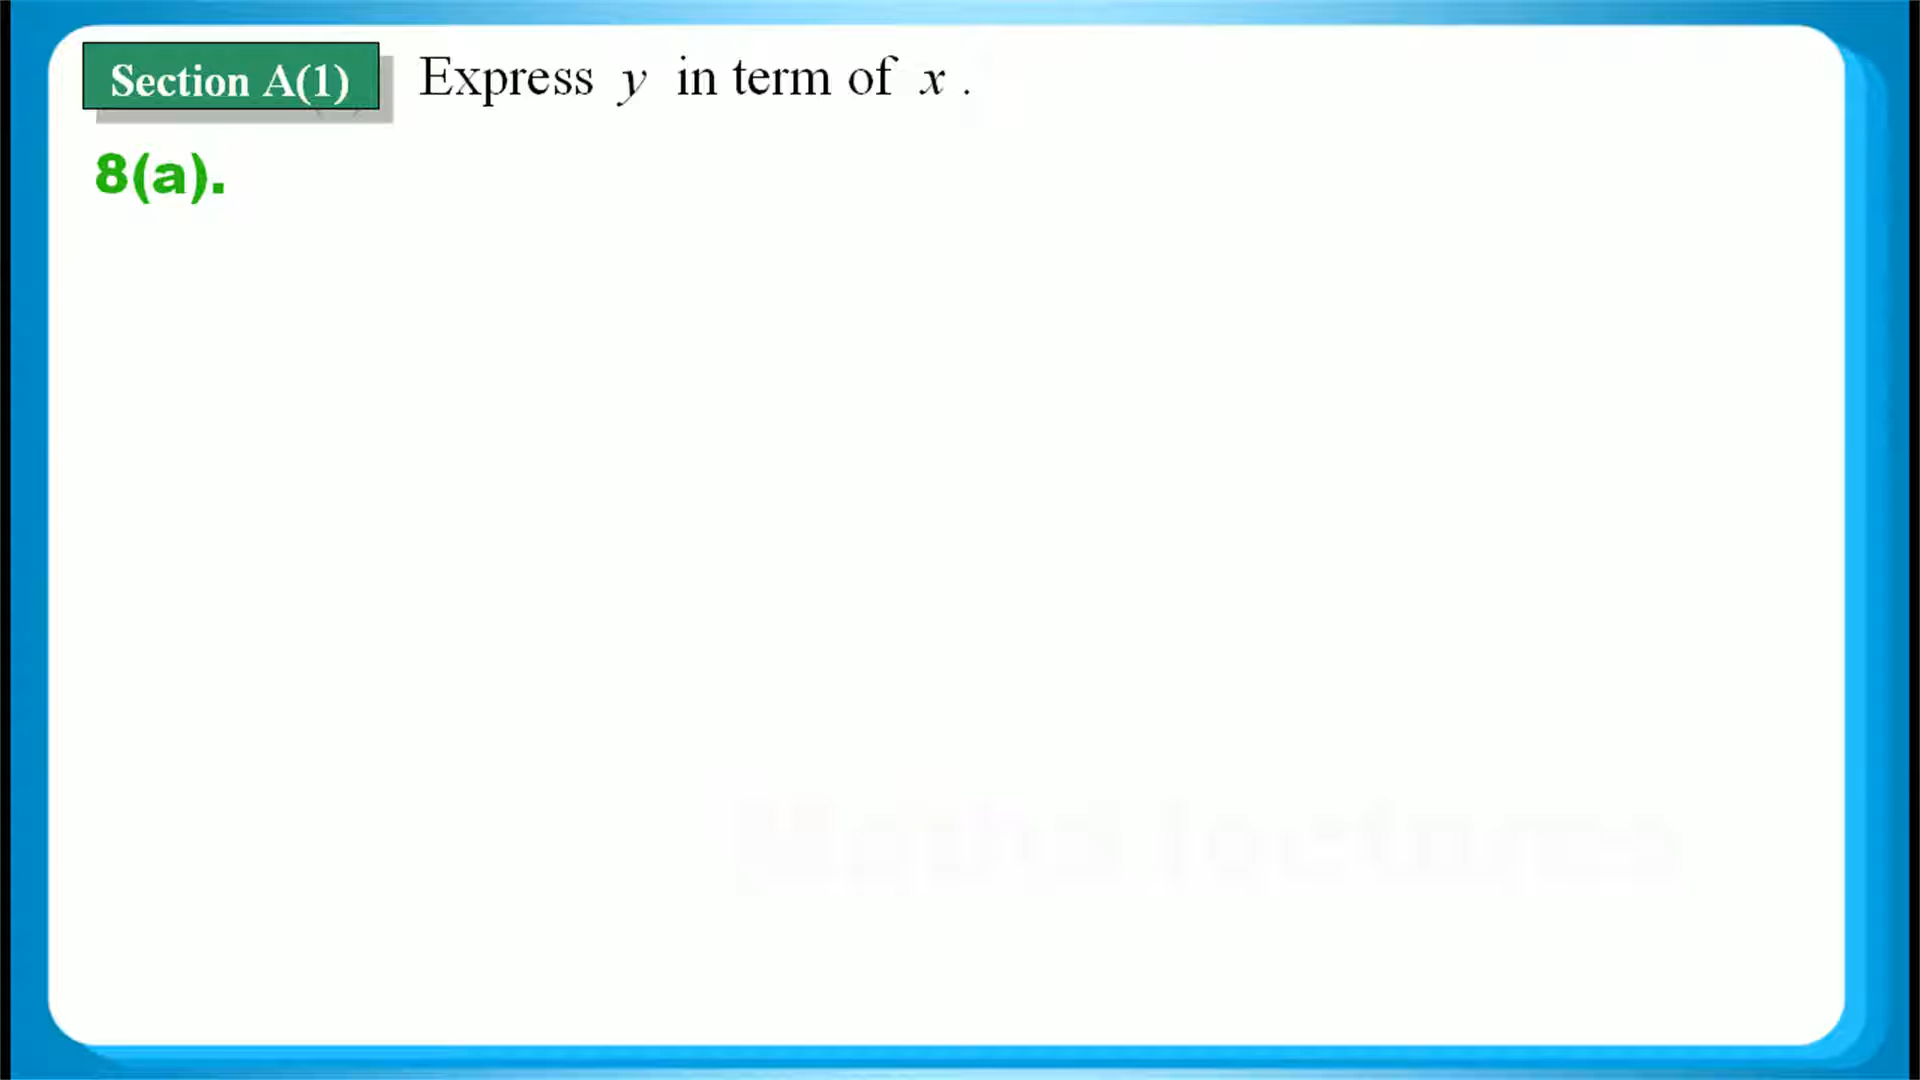 Section A(1) Express y in term of x .
8(a).